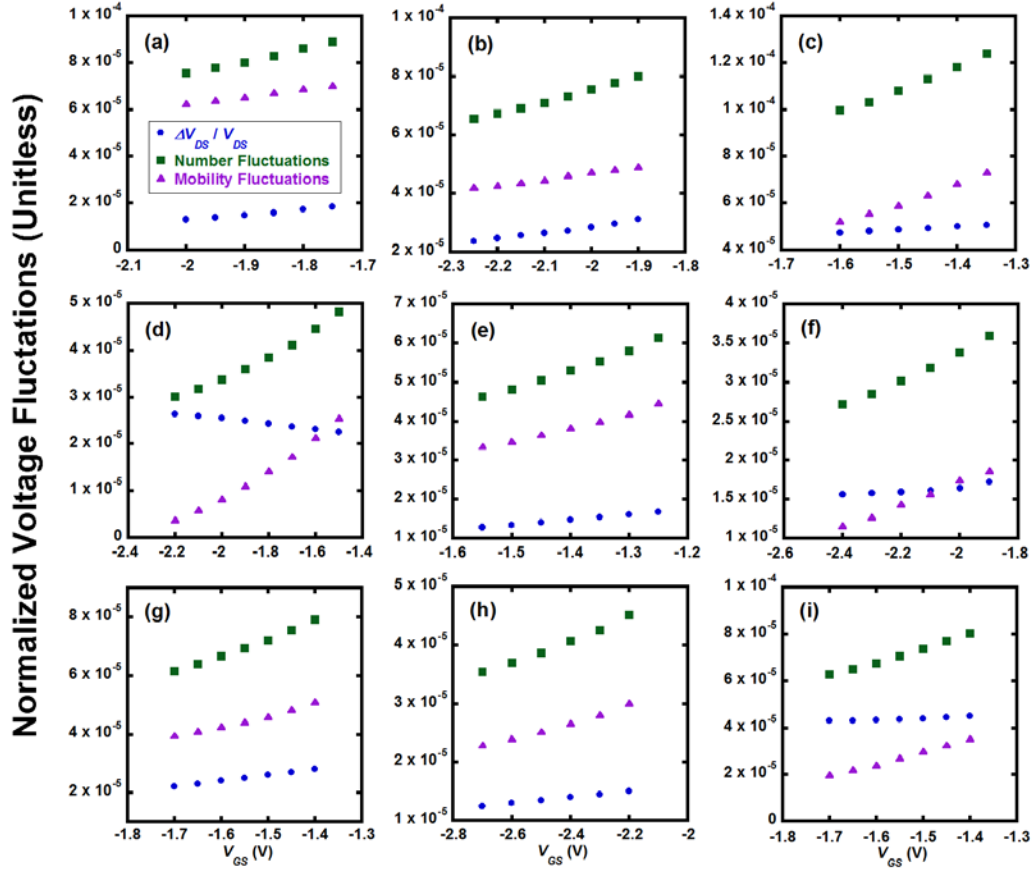 Normalized Voltage Fluctations (Unitless)
(a)
1 x 10⁻⁴
8 x 10⁻⁵
6 x 10⁻⁵
4 x 10⁻⁵
2 x 10⁻⁵
0
ΔV_DS / V_DS
Number Fluctuations
Mobility Fluctuations
-2.1 -2 -1.9 -1.8 -1.7
(b)
1 x 10⁻⁴
8 x 10⁻⁵
6 x 10⁻⁵
4 x 10⁻⁵
2 x 10⁻⁵
-2.3 -2.2 -2.1 -2 -1.9 -1.8
(c)
1.4 x 10⁻⁴
1.2 x 10⁻⁴
1 x 10⁻⁴
8 x 10⁻⁵
6 x 10⁻⁵
4 x 10⁻⁵
-1.7 -1.6 -1.5 -1.4 -1.3
(d)
5 x 10⁻⁵
4 x 10⁻⁵
3 x 10⁻⁵
2 x 10⁻⁵
1 x 10⁻⁵
0
-2.4 -2.2 -2 -1.8 -1.6 -1.4
(e)
7 x 10⁻⁵
6 x 10⁻⁵
5 x 10⁻⁵
4 x 10⁻⁵
3 x 10⁻⁵
2 x 10⁻⁵
1 x 10⁻⁵
-1.6 -1.5 -1.4 -1.3 -1.2
(f)
4 x 10⁻⁵
3.5 x 10⁻⁵
3 x 10⁻⁵
2.5 x 10⁻⁵
2 x 10⁻⁵
1.5 x 10⁻⁵
1 x 10⁻⁵
-2.6 -2.4 -2.2 -2 -1.8
(g)
8 x 10⁻⁵
6 x 10⁻⁵
4 x 10⁻⁵
2 x 10⁻⁵
-1.8 -1.7 -1.6 -1.5 -1.4 -1.3
V_GS (V)
(h)
5 x 10⁻⁵
4 x 10⁻⁵
3 x 10⁻⁵
2 x 10⁻⁵
1 x 10⁻⁵
-2.8 -2.6 -2.4 -2.2 -2
V_GS (V)
(i)
1 x 10⁻⁴
8 x 10⁻⁵
6 x 10⁻⁵
4 x 10⁻⁵
2 x 10⁻⁵
0
-1.8 -1.7 -1.6 -1.5 -1.4 -1.3
V_GS (V)